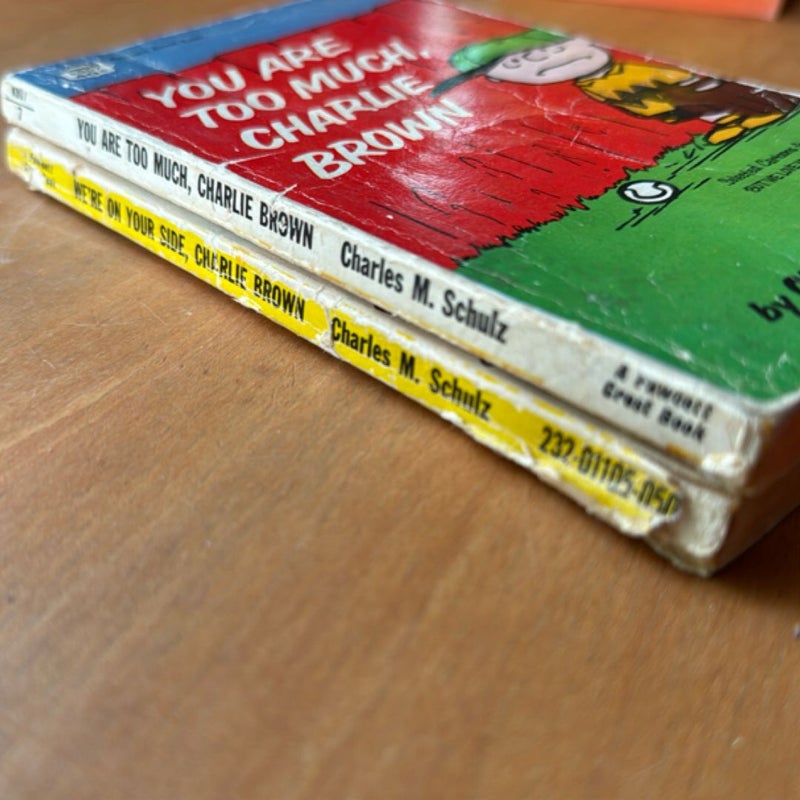 YOU ARE
TOO MUCH,
CHARLIE
BROWN
by
YOU ARE TOO MUCH, CHARLIE BROWN Charles M. Schulz
A Fawcett
Crest Book
WE'RE ON YOUR SIDE, CHARLIE BROWN Charles M. Schulz 232-01105-050